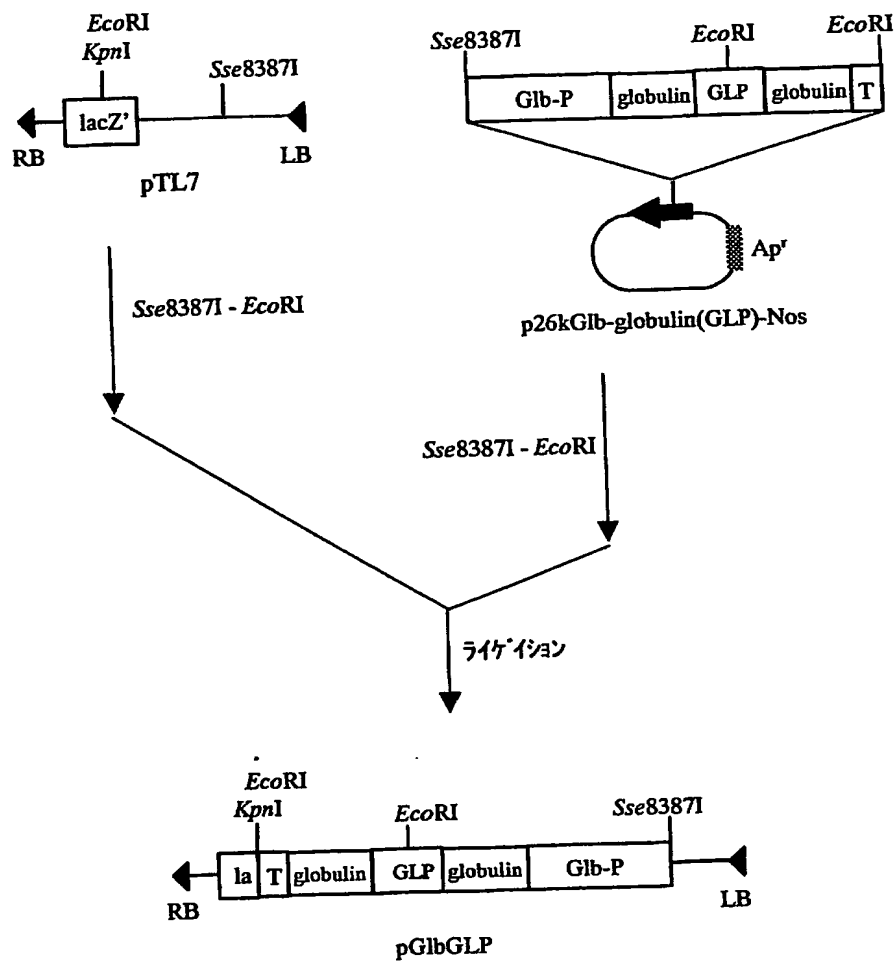 EcoRI
KpnI
Sse8387I
lacZ'
RB
LB
pTL7
Sse8387I
EcoRI
EcoRI
Glb-P
globulin
GLP
globulin
T
Apʳ
p26kGlb-globulin(GLP)-Nos
Sse8387I - EcoRI
Sse8387I - EcoRI
ライゲイション
EcoRI
KpnI
EcoRI
Sse8387I
la
T
globulin
GLP
globulin
Glb-P
RB
LB
pGlbGLP